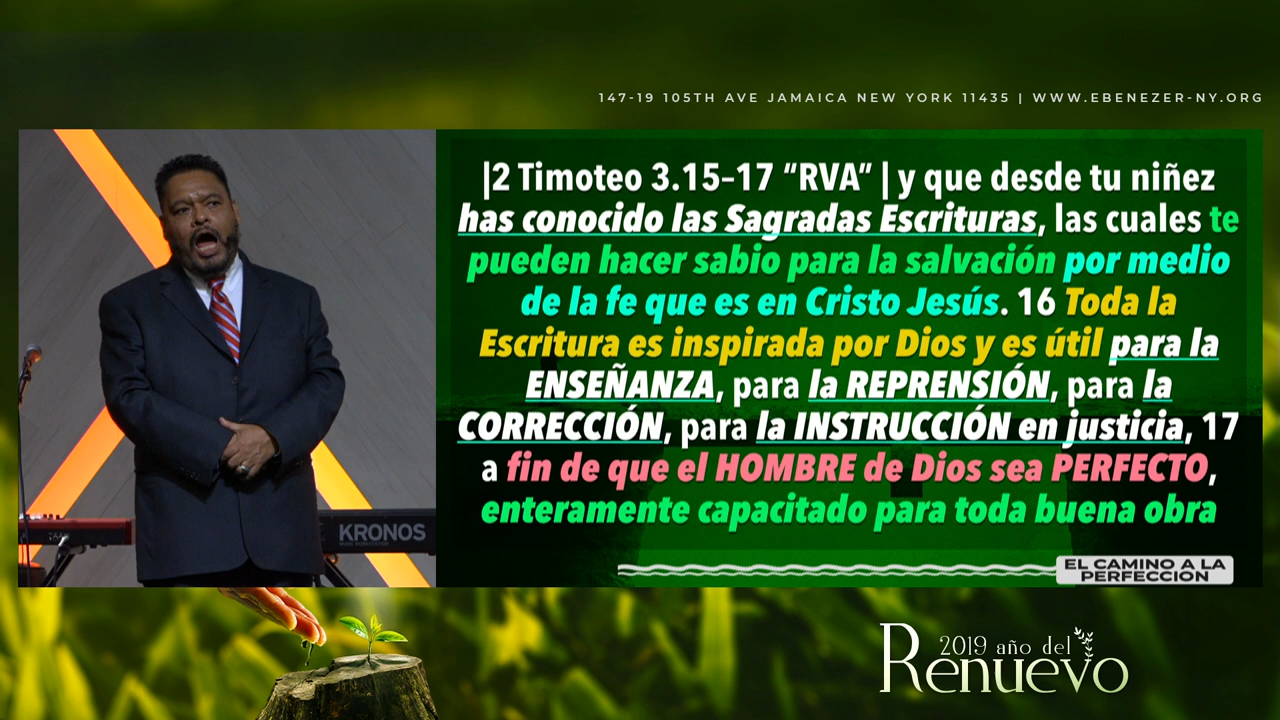 147-19 105TH AVE JAMAICA NEW YORK 11435 | WWW.EBENEZER-NY.ORG
|2 Timoteo 3.15–17 “RVA” | y que desde tu niñez
has conocido las Sagradas Escrituras, las cuales te
pueden hacer sabio para la salvación por medio
de la fe que es en Cristo Jesús. 16 Toda la
Escritura es inspirada por Dios y es útil para la
ENSEÑANZA, para la REPRENSIÓN, para la
CORRECCIÓN, para la INSTRUCCIÓN en justicia, 17
a fin de que el HOMBRE de Dios sea PERFECTO,
enteramente capacitado para toda buena obra
KRONOS
MUSIC WORKSTATION
EL CAMINO A LA
PERFECCION
2019 año del
Renuevo